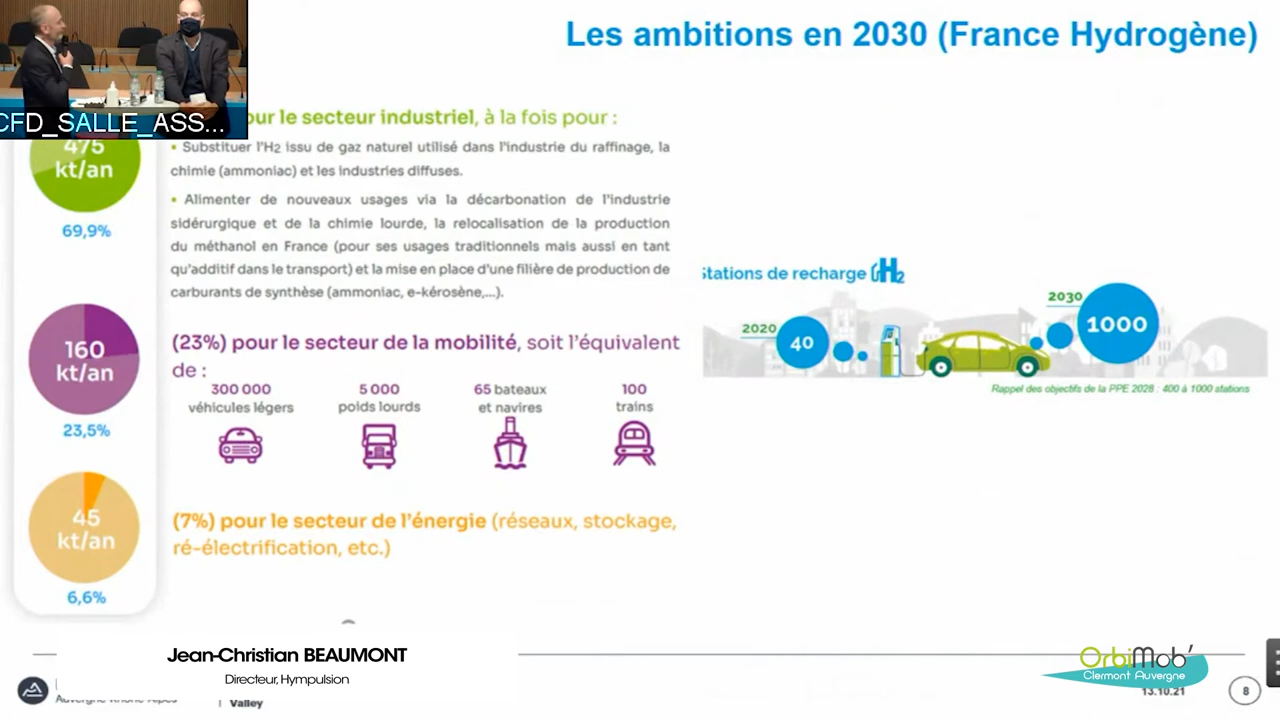 Les ambitions en 2030 (France Hydrogène)
CFD_SALLE_ASS...
pour le secteur industriel, à la fois pour :
475
kt/an
69,9%
• Substituer l'H2 issu de gaz naturel utilisé dans l'industrie du raffinage, la
chimie (ammoniac) et les industries diffuses.
• Alimenter de nouveaux usages via la décarbonation de l'industrie
sidérurgique et de la chimie lourde, la relocalisation de la production
du méthanol en France (pour ses usages traditionnels mais aussi en tant
qu'additif dans le transport) et la mise en place d'une filière de production de
carburants de synthèse (ammoniac, e-kérosène,...).
160
kt/an
23,5%
(23%) pour le secteur de la mobilité, soit l'équivalent
de :
300 000
véhicules légers
5 000
poids lourds
65 bateaux
et navires
100
trains
45
kt/an
6,6%
(7%) pour le secteur de l'énergie (réseaux, stockage,
ré-électrification, etc.)
Stations de recharge H2
2020
40
2030
1000
Rappel des objectifs de la PPE 2028 : 400 à 1000 stations
Jean-Christian BEAUMONT
Directeur, Hympulsion
Auvergne-Rhône-Alpes
Valley
OrbiMob'
Clermont Auvergne
13.10.21
8